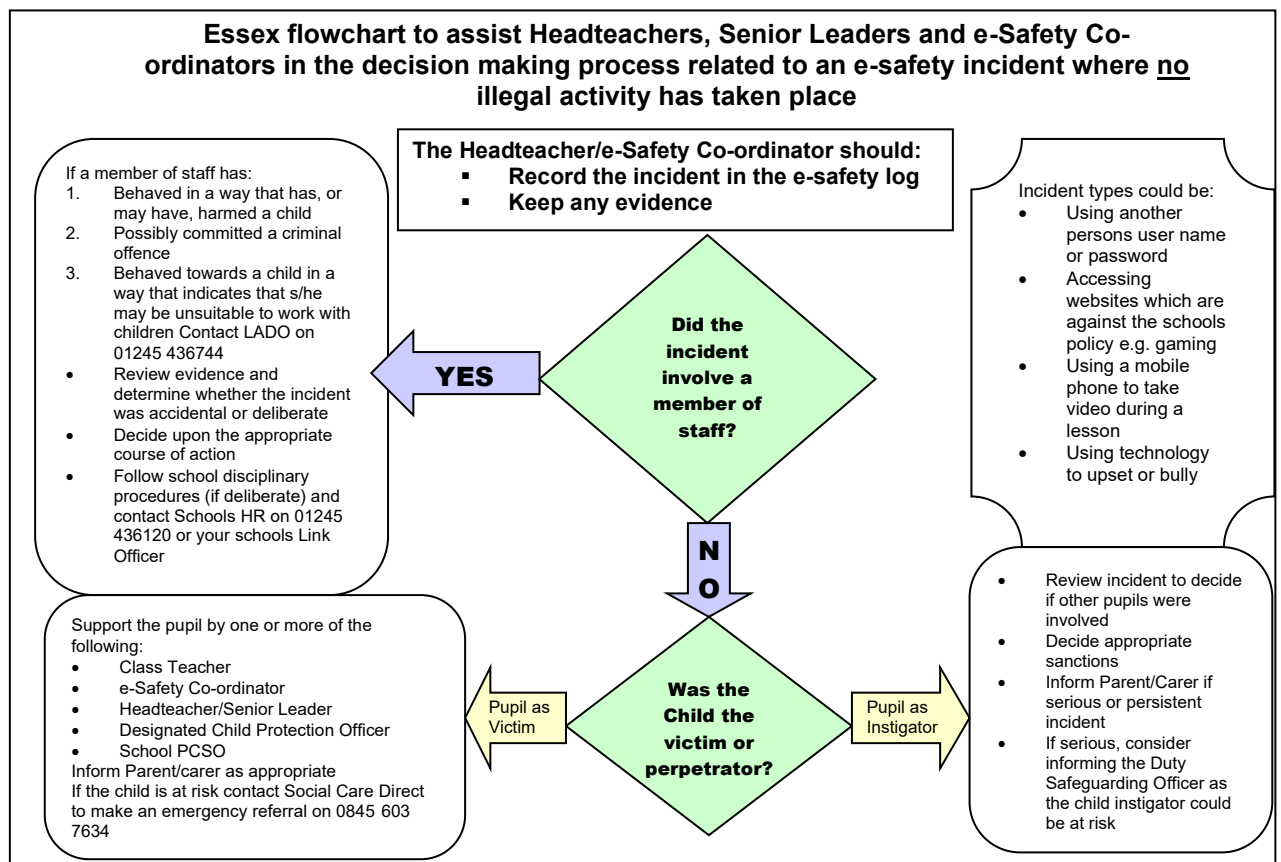 Essex flowchart to assist Headteachers, Senior Leaders and e-Safety Co-
ordinators in the decision making process related to an e-safety incident where no
illegal activity has taken place
The Headteacher/e-Safety Co-ordinator should:
▪ Record the incident in the e-safety log
▪ Keep any evidence
If a member of staff has:
1. Behaved in a way that has, or
may have, harmed a child
2. Possibly committed a criminal
offence
3. Behaved towards a child in a
way that indicates that s/he
may be unsuitable to work with
children Contact LADO on
01245 436744
• Review evidence and
determine whether the incident
was accidental or deliberate
• Decide upon the appropriate
course of action
• Follow school disciplinary
procedures (if deliberate) and
contact Schools HR on 01245
436120 or your schools Link
Officer
YES
Did the
incident
involve a
member of
staff?
Incident types could be:
• Using another
persons user name
or password
• Accessing
websites which are
against the schools
policy e.g. gaming
• Using a mobile
phone to take
video during a
lesson
• Using technology
to upset or bully
N
O
Support the pupil by one or more of the
following:
• Class Teacher
• e-Safety Co-ordinator
• Headteacher/Senior Leader
• Designated Child Protection Officer
• School PCSO
Inform Parent/carer as appropriate
If the child is at risk contact Social Care Direct
to make an emergency referral on 0845 603
7634
Pupil as
Victim
Was the
Child the
victim or
perpetrator?
Pupil as
Instigator
• Review incident to decide
if other pupils were
involved
• Decide appropriate
sanctions
• Inform Parent/Carer if
serious or persistent
incident
• If serious, consider
informing the Duty
Safeguarding Officer as
the child instigator could
be at risk